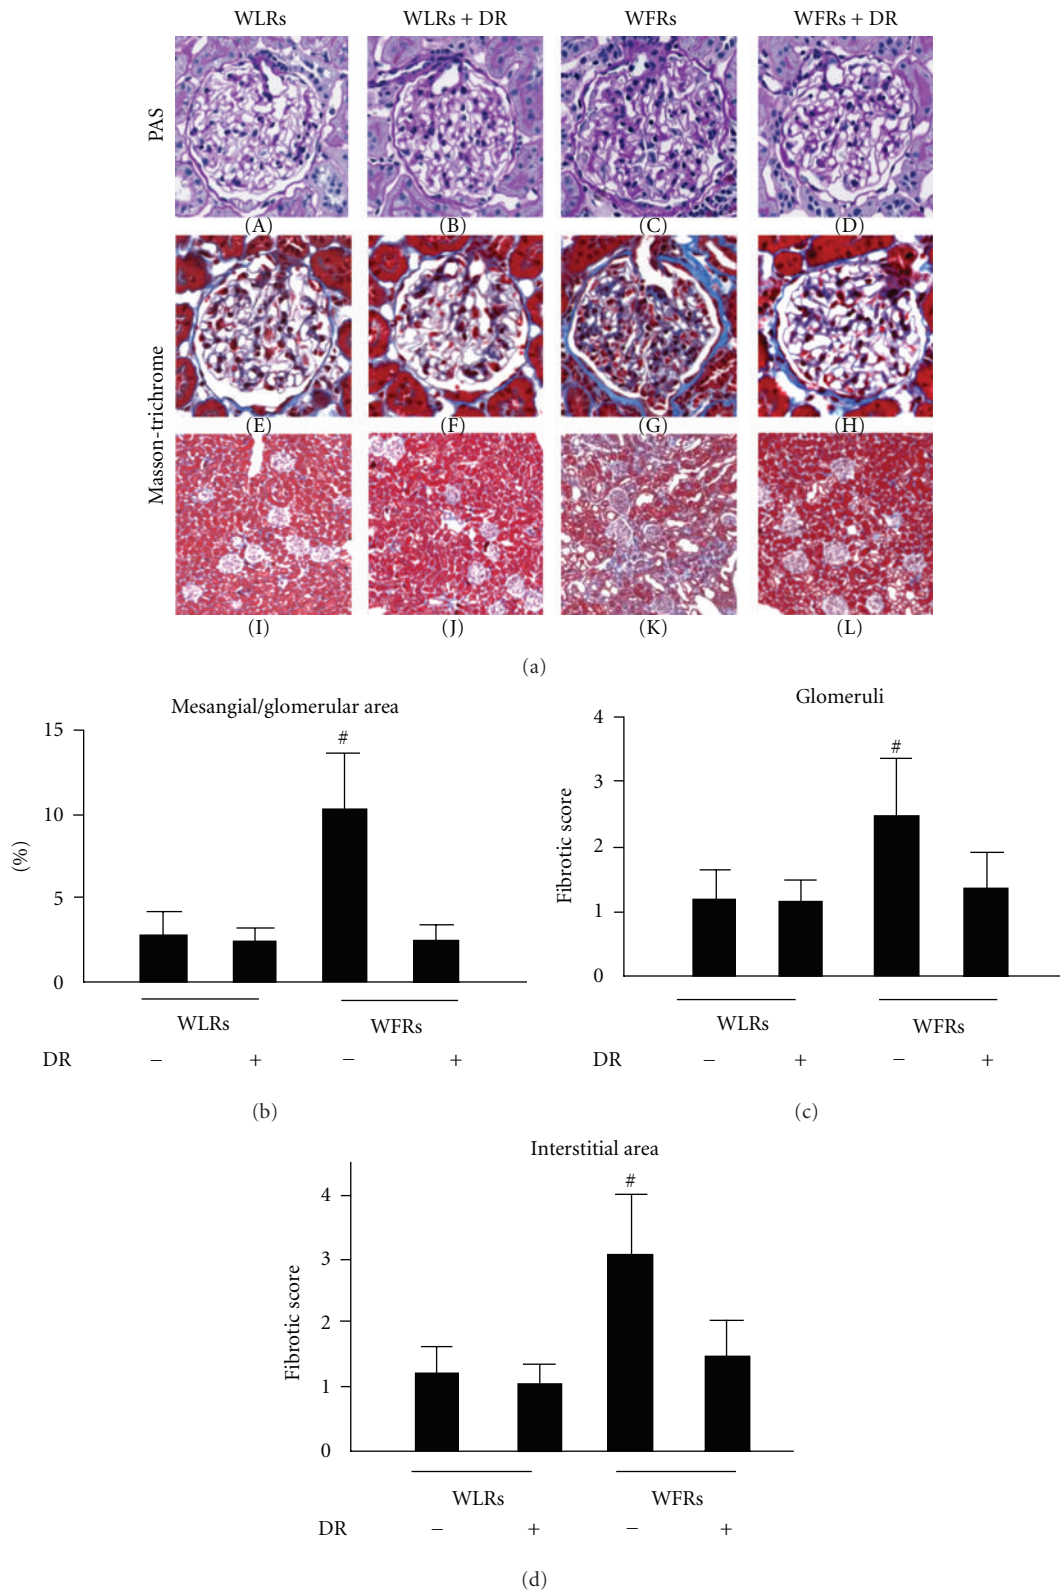 WLRs WLRs + DR WFRs WFRs + DR
PAS
(A) (B) (C) (D)
Masson-trichrome
(E) (F) (G) (H)
(I) (J) (K) (L)
(a)
Mesangial/glomerular area
15
10
5
0
(%)
#
WLRs WFRs
DR − + − +
(b)
Glomeruli
4
3
2
1
0
Fibrotic score
#
WLRs WFRs
DR − + − +
(c)
Interstitial area
4
3
2
1
0
Fibrotic score
#
WLRs WFRs
DR − + − +
(d)